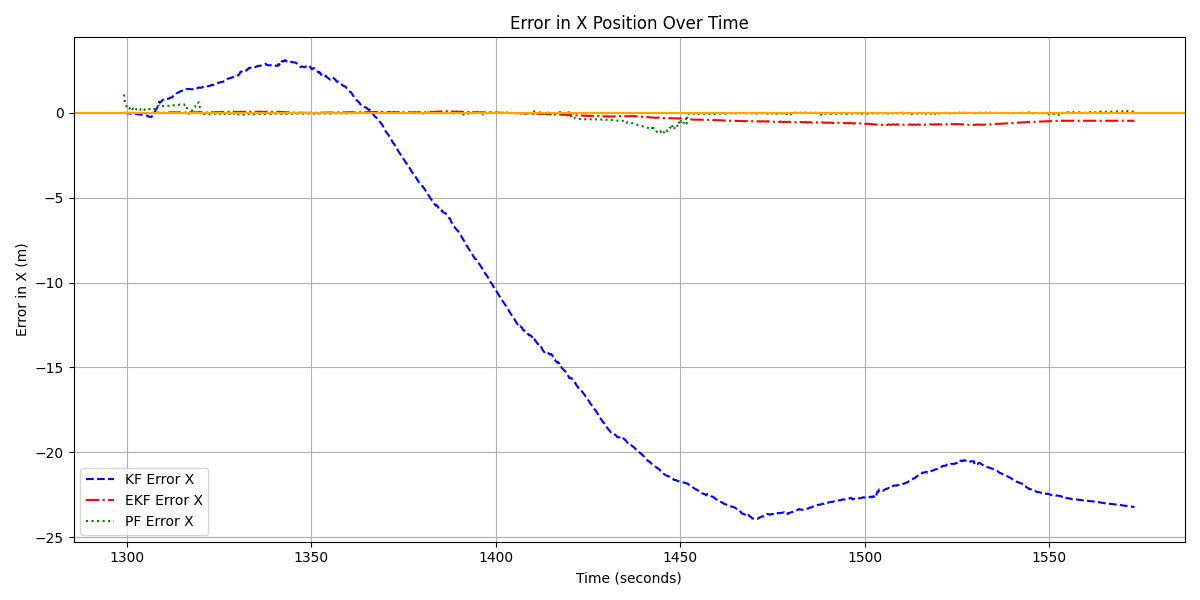 Error in X Position Over Time
Error in X (m)
0
−5
−10
−15
−20
−25
KF Error X
EKF Error X
PF Error X
1300 1350 1400 1450 1500 1550
Time (seconds)